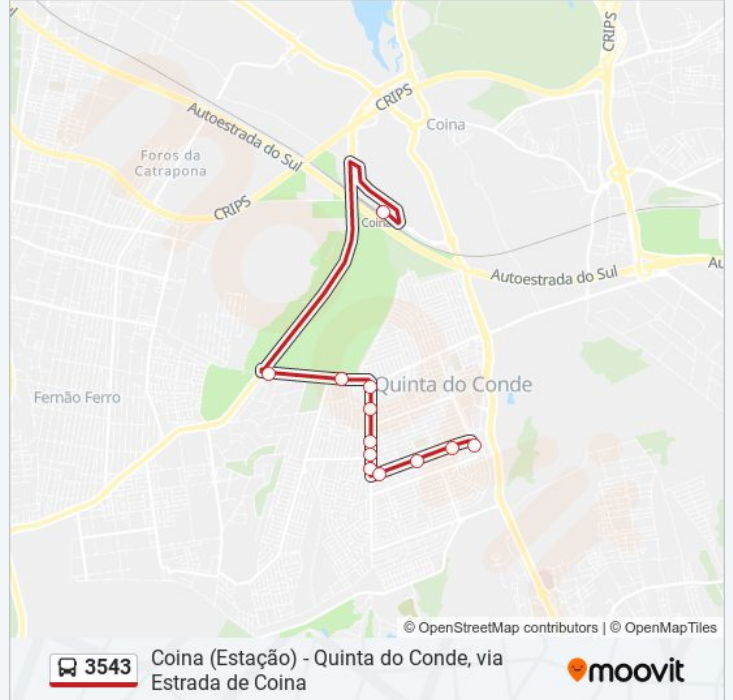 CRIPS
CRIPS
Coina
Autoestrada do Sul
Foros da
Catrapona
CRIPS
Coina
Autoestrada do Sul
Au
Quinta do Conde
Fernão Ferro
© OpenStreetMap contributors | © OpenMapTiles
3543
Coina (Estação) - Quinta do Conde, via
Estrada de Coina
moovit